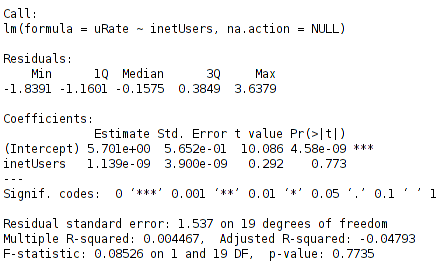 Call:
lm(formula = uRate ~ inetUsers, na.action = NULL)
Residuals:
Min 1Q Median 3Q Max
-1.8391 -1.1601 -0.1575 0.3849 3.6379
Coefficients:
Estimate Std. Error t value Pr(>|t|)
(Intercept) 5.701e+00 5.652e-01 10.086 4.58e-09 ***
inetUsers 1.139e-09 3.900e-09 0.292 0.773
---
Signif. codes: 0 ‘***’ 0.001 ‘**’ 0.01 ‘*’ 0.05 ‘.’ 0.1 ‘ ’ 1
Residual standard error: 1.537 on 19 degrees of freedom
Multiple R-squared: 0.004467, Adjusted R-squared: -0.04793
F-statistic: 0.08526 on 1 and 19 DF, p-value: 0.7735